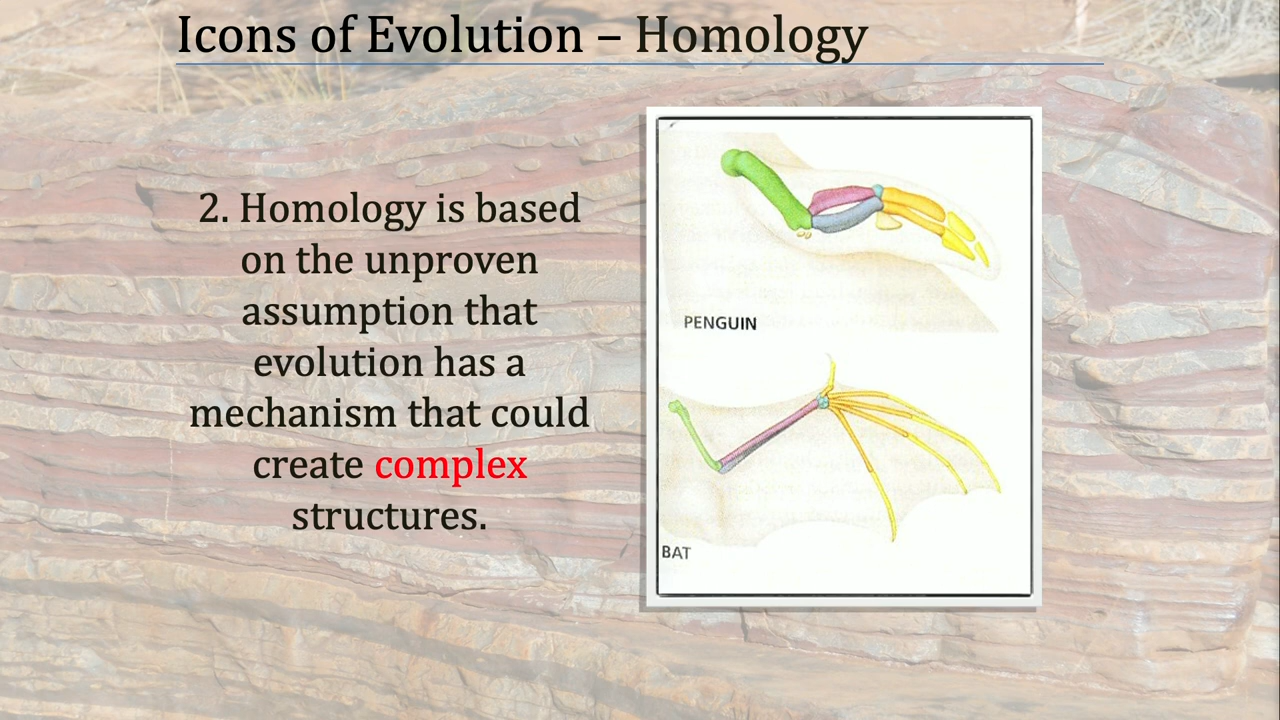 Icons of Evolution – Homology
2. Homology is based
on the unproven
assumption that
evolution has a
mechanism that could
create complex
structures.
PENGUIN
BAT